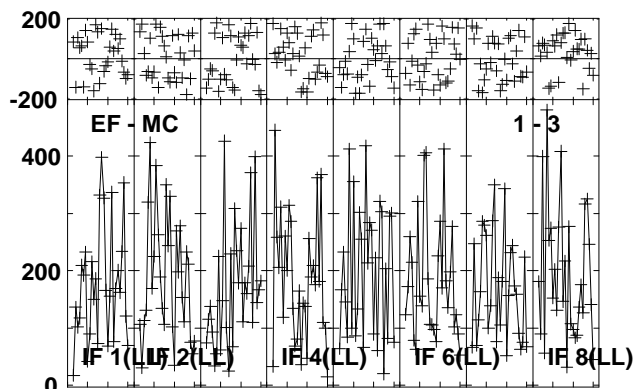 200
-200
EF - MC 1 - 3
400
200
0
IF 1(LL) IF 2(LL) IF 4(LL) IF 6(LL) IF 8(LL)